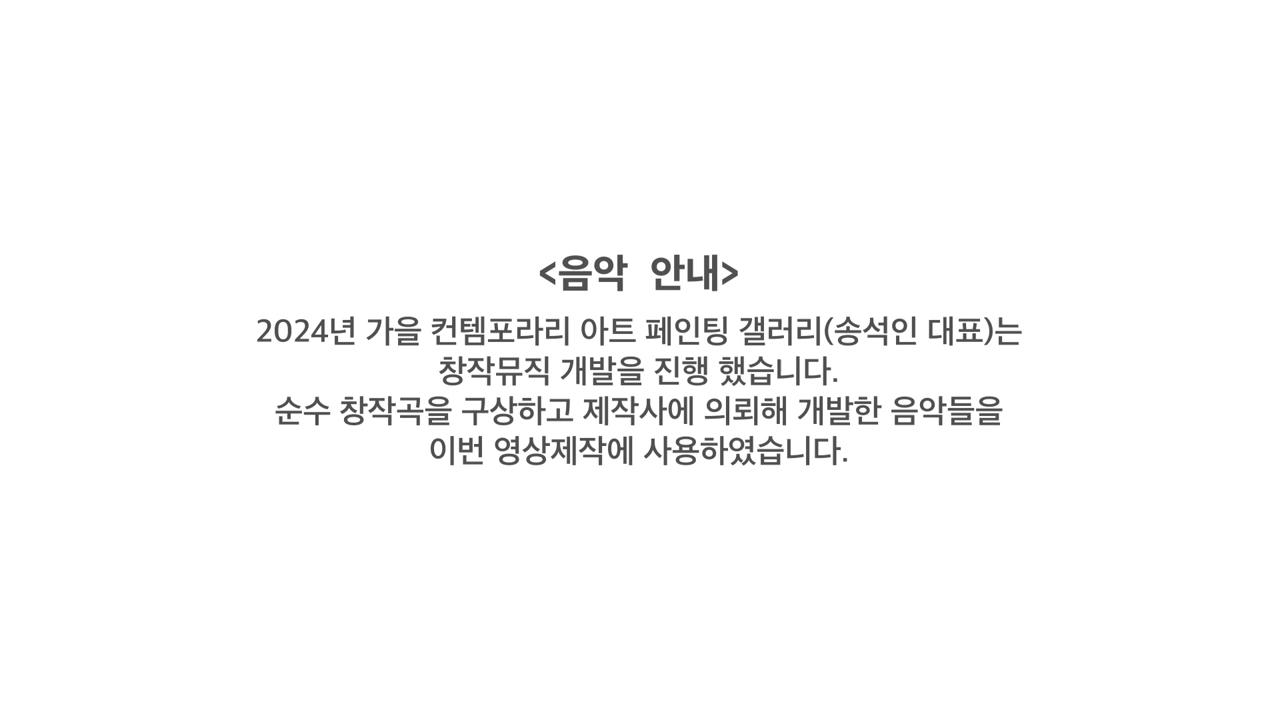 <음악  안내>
2024년 가을 컨템포라리 아트 페인팅 갤러리(송석인 대표)는
창작뮤직 개발을 진행 했습니다.
순수 창작곡을 구상하고 제작사에 의뢰해 개발한 음악들을
이번 영상제작에 사용하였습니다.